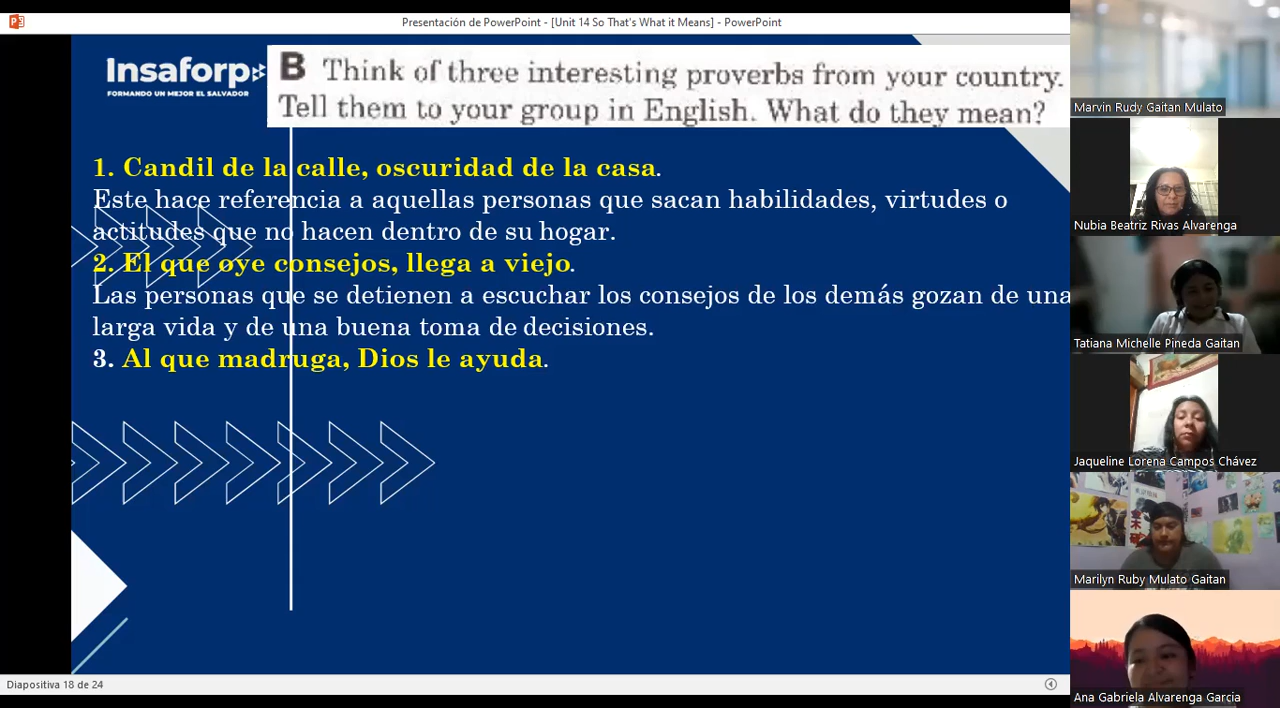 Presentación de PowerPoint - [Unit 14 So That's What it Means] - PowerPoint
Insaforp
FORMANDO UN MEJOR EL SALVADOR
B Think of three interesting proverbs from your country.
Tell them to your group in English. What do they mean?
1. Candil de la calle, oscuridad de la casa.
Este hace referencia a aquellas personas que sacan habilidades, virtudes o
actitudes que no hacen dentro de su hogar.
2. El que oye consejos, llega a viejo.
Las personas que se detienen a escuchar los consejos de los demás gozan de una
larga vida y de una buena toma de decisiones.
3. Al que madruga, Dios le ayuda.
Diapositiva 18 de 24
Marvin Rudy Gaitan Mulato
Nubia Beatriz Rivas Alvarenga
Tatiana Michelle Pineda Gaitan
Jaqueline Lorena Campos Chávez
Marilyn Ruby Mulato Gaitan
Ana Gabriela Alvarenga Garcia